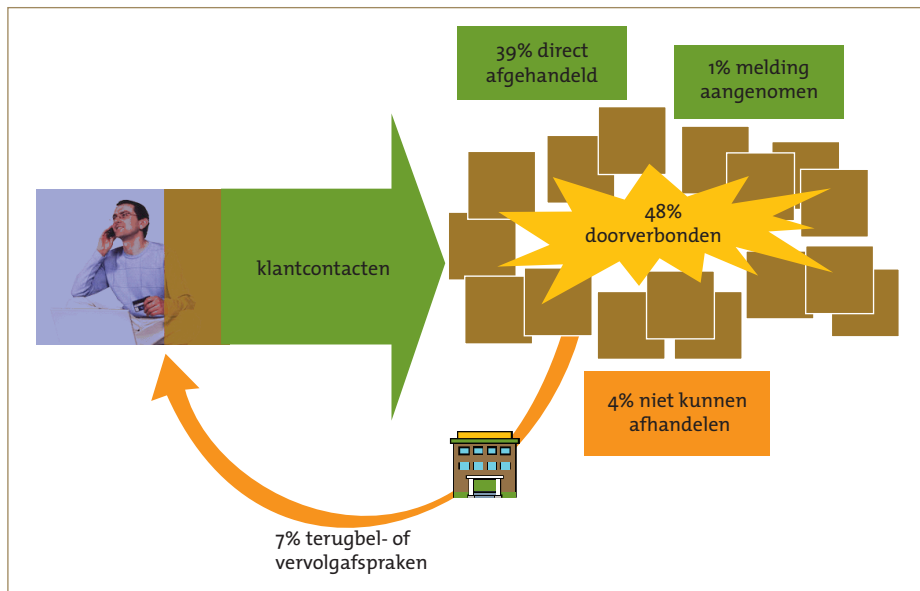 39% direct
afgehandeld
1% melding
aangenomen
48%
doorverbonden
klantcontacten
4% niet kunnen
afhandelen
7% terugbel- of
vervolgafspraken